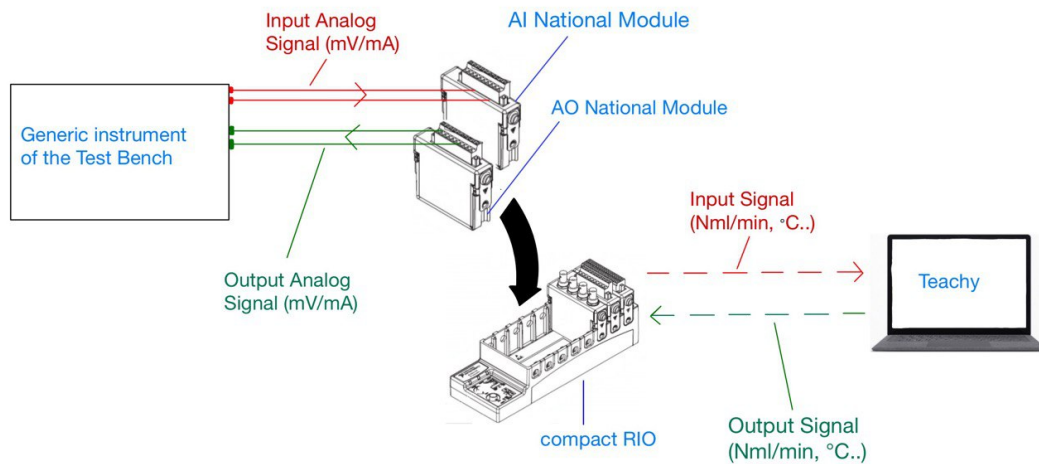 Input Analog
Signal (mV/mA)
AI National Module
AO National Module
Generic instrument
of the Test Bench
Output Analog
Signal (mV/mA)
Input Signal
(Nml/min, °C..)
Teachy
compact RIO
Output Signal
(Nml/min, °C..)